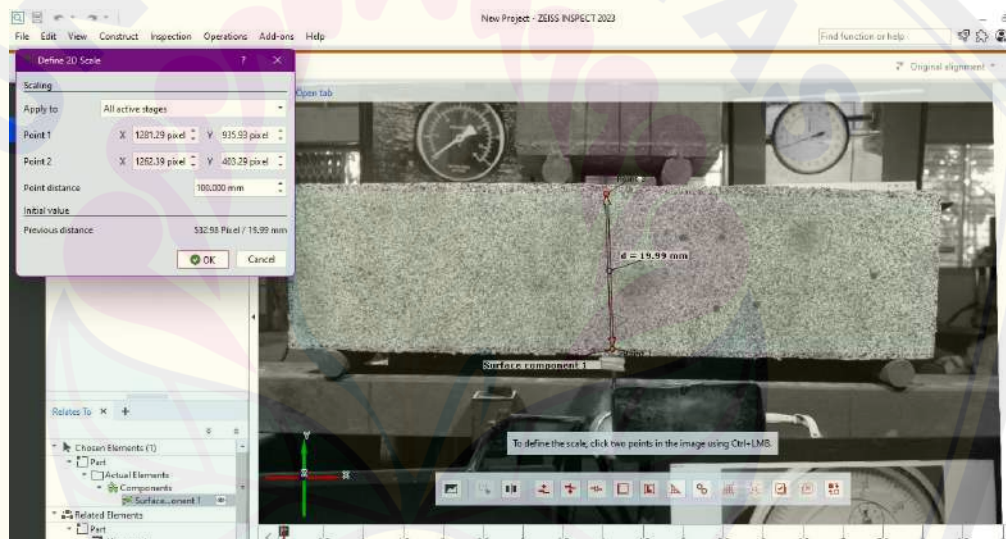 New Project - ZEISS INSPECT 2023
File Edit View Construct Inspection Operations Add-ons Help
Find function or help
Define 2D Scale ? ×
Original alignment
Scaling
Open tab
Apply to All active stages
Point 1 X 1281.29 pixel Y 935.93 pixel
Point 2 X 1262.39 pixel Y 403.29 pixel
Point distance 100.000 mm
Initial value
Previous distance 532.98 Pixel / 19.99 mm
OK Cancel
d = 19.99 mm
Surface component 1
Relates To × +
To define the scale, click two points in the image using Ctrl+LMB.
Chosen Elements (1)
Part
Actual Elements
Components
Surface...onent 1
Related Elements
Part
Y
X